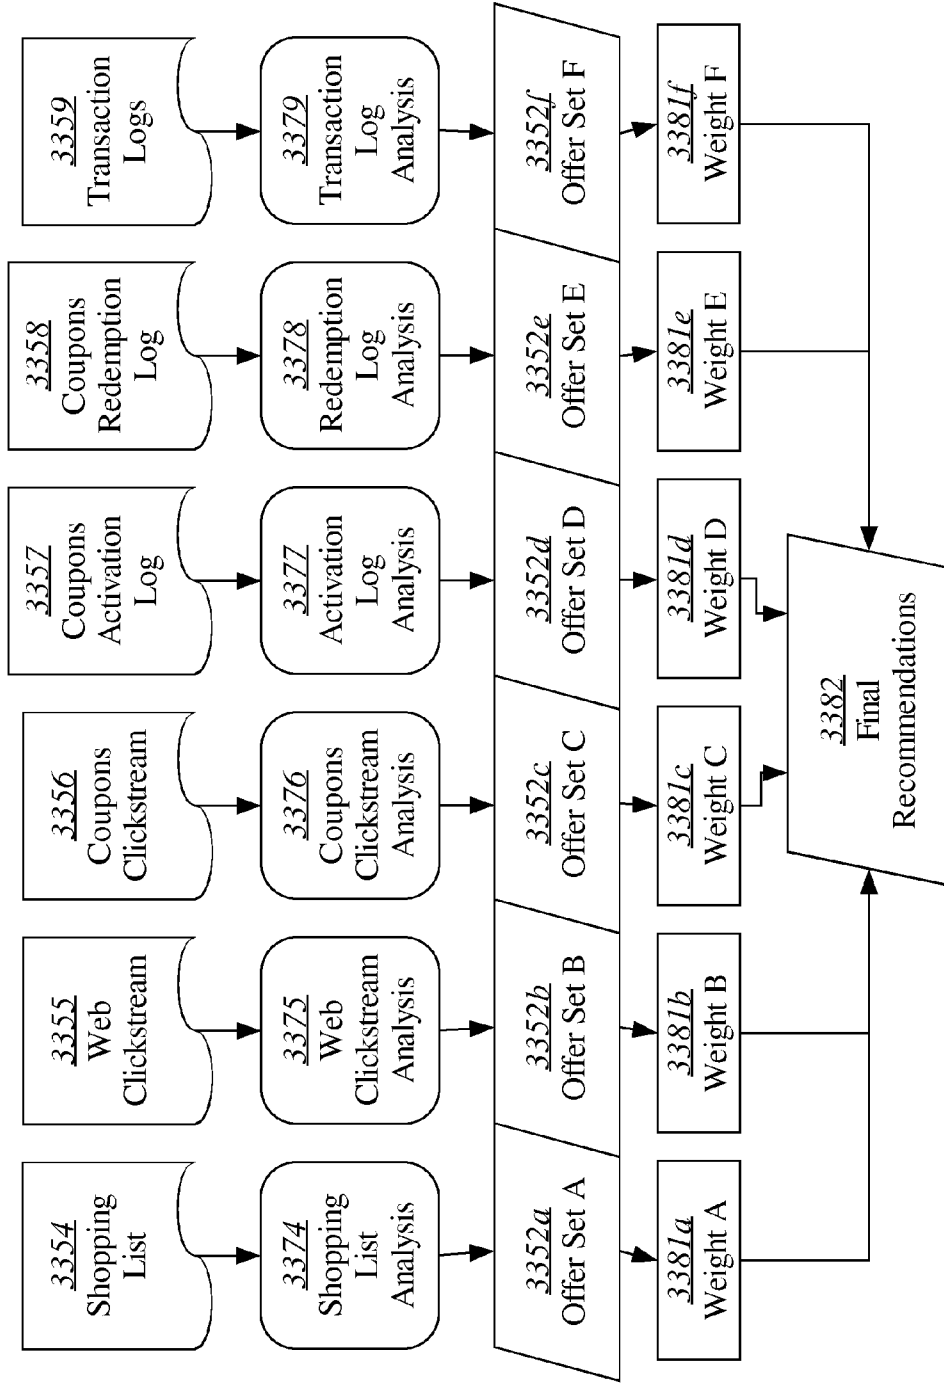 3354
Shopping
List
3355
Web
Clickstream
3356
Coupons
Clickstream
3357
Coupons
Activation
Log
3358
Coupons
Redemption
Log
3359
Transaction
Logs
3374
Shopping
List
Analysis
3375
Web
Clickstream
Analysis
3376
Coupons
Clickstream
Analysis
3377
Activation
Log
Analysis
3378
Redemption
Log
Analysis
3379
Transaction
Log
Analysis
3352a
Offer Set A
3352b
Offer Set B
3352c
Offer Set C
3352d
Offer Set D
3352e
Offer Set E
3352f
Offer Set F
3381a
Weight A
3381b
Weight B
3381c
Weight C
3381d
Weight D
3381e
Weight E
3381f
Weight F
3382
Final
Recommendations